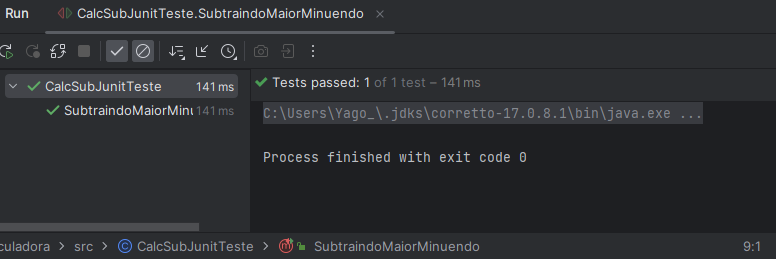 Run CalcSubJunitTeste.SubtraindoMaiorMinuendo
CalcSubJunitTeste 141 ms
SubtraindoMaiorMinu 141 ms
Tests passed: 1 of 1 test – 141 ms
C:\Users\Yago_\.jdks\corretto-17.0.8.1\bin\java.exe ...
Process finished with exit code 0
culadora > src > CalcSubJunitTeste > SubtraindoMaiorMinuendo 9:1